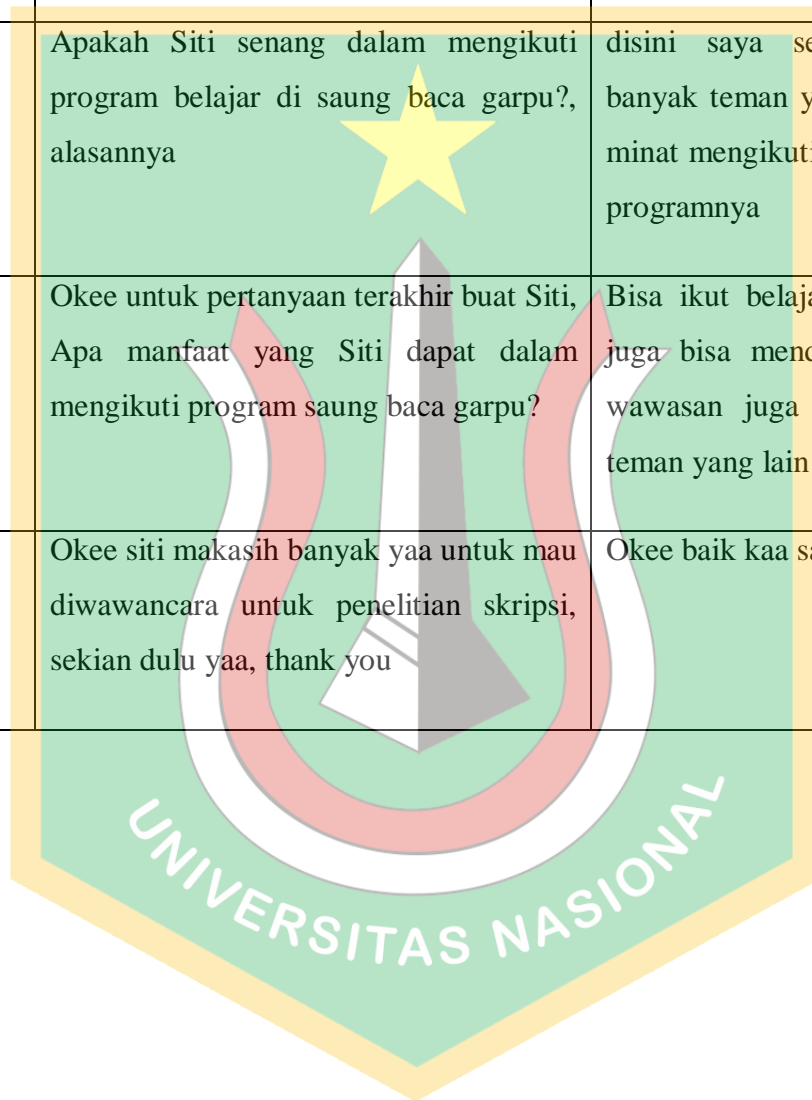 Apakah Siti senang dalam mengikuti
program belajar di saung baca garpu?,
alasannya
disini saya
banyak teman
minat mengikuti
programnya
Okee untuk pertanyaan terakhir buat Siti,
Apa manfaat yang Siti dapat dalam
mengikuti program saung baca garpu?
Bisa ikut
juga bisa
wawasan juga
teman yang lain
Okee siti makasih banyak yaa untuk mau
diwawancara untuk penelitian skripsi,
sekian dulu yaa, thank you
Okee baik kaa
UNIVERSITAS NASIONAL